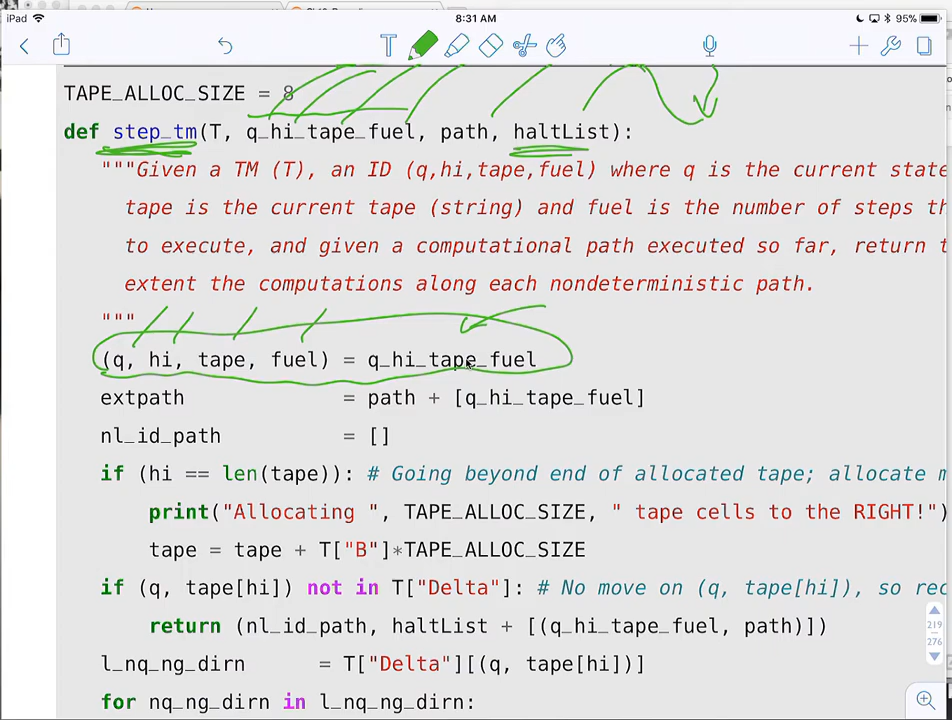 iPad
8:31 AM
95%
T
TAPE_ALLOC_SIZE = 8
def step_tm(T, q_hi_tape_fuel, path, haltList):
"""Given a TM (T), an ID (q,hi,tape,fuel) where q is the current state
tape is the current tape (string) and fuel is the number of steps th
to execute, and given a computational path executed so far, return t
extent the computations along each nondeterministic path.
"""
(q, hi, tape, fuel) = q_hi_tape_fuel
extpath = path + [q_hi_tape_fuel]
nl_id_path = []
if (hi == len(tape)): # Going beyond end of allocated tape; allocate m
print("Allocating ", TAPE_ALLOC_SIZE, " tape cells to the RIGHT!")
tape = tape + T["B"]*TAPE_ALLOC_SIZE
if (q, tape[hi]) not in T["Delta"]: # No move on (q, tape[hi]), so rec
return (nl_id_path, haltList + [(q_hi_tape_fuel, path)])
l_nq_ng_dirn = T["Delta"][(q, tape[hi])]
for nq_ng_dirn in l_nq_ng_dirn:
219
276